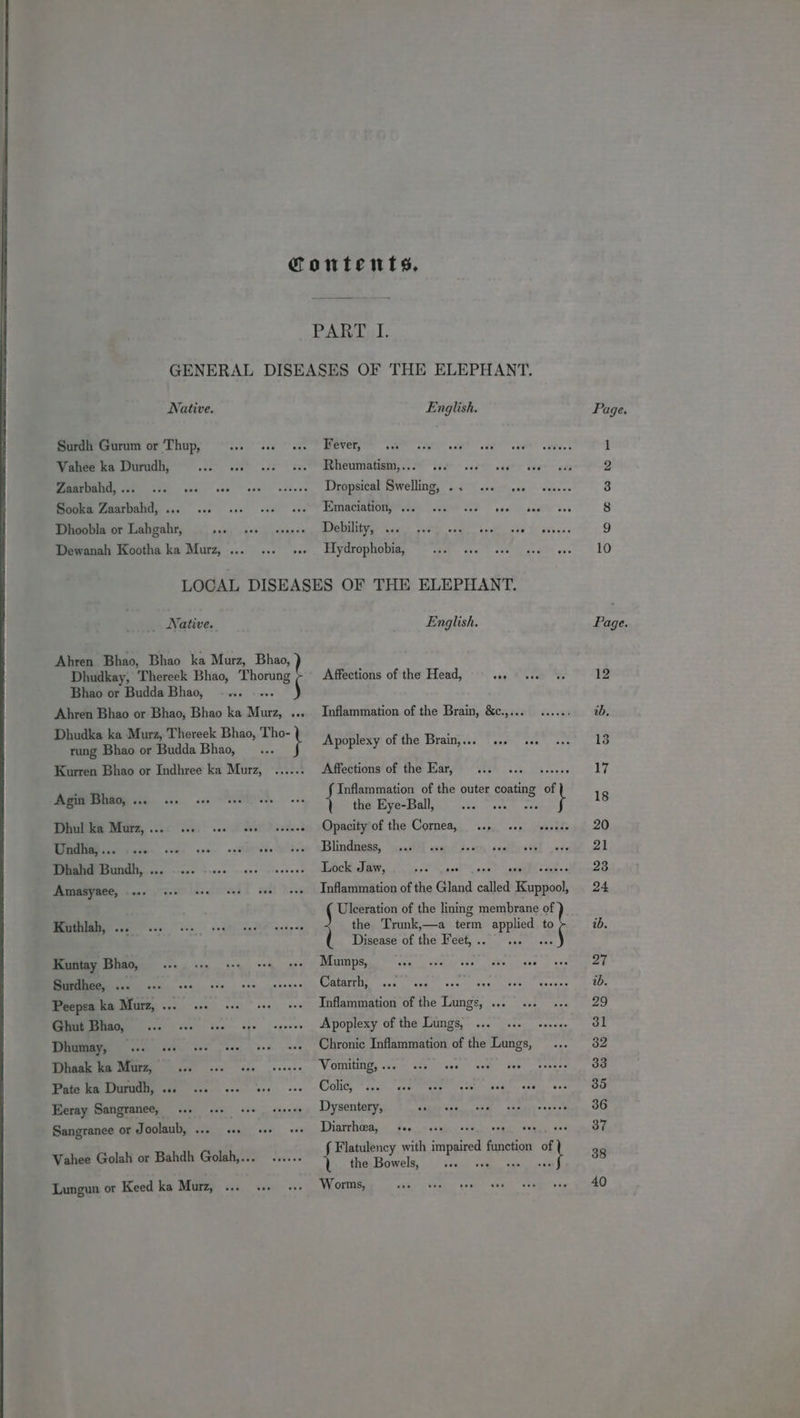 Contents.
PART I.
GENERAL DISEASES OF THE ELEPHANT.
Native. English. Page.
Surdh Gurum or Thup, ... ... ... Fever, ... ... ... ... ... ...... 1
Vahee ka Durudh, ... ... ... ... Rheumatism,... ... ... ... ... ... 2
Zaarbahd, ... ... ... ... ... ...... Dropsical Swelling, .. ... ... ...... 3
Sooka Zaarbahd, ... ... ... ... ... Emaciation, ... ... ... ... ... ... 8
Dhoobla or Lahgahr, ... ... ...... Debility, ... ... ... ... ... ...... 9
Dewanah Kootha ka Murz, ... ... ... Hydrophobia, ... ... ... ... ... 10
LOCAL DISEASES OF THE ELEPHANT.
Native. English. Page.
Ahren Bhao, Bhao ka Murz, Bhao,
Dhudkay, Thereek Bhao, Thorung } Affections of the Head, ... ... .. 12
Bhao or Budda Bhao, ... ...
Ahren Bhao or Bhao, Bhao ka Murz, ... Inflammation of the Brain, &c.,... ...... ib.
Dhudka ka Murz, Thereek Bhao, Tho- } Apoplexy of the Brain,... ... ... ... 13
rung Bhao or Budda Bhao, ...
Kurren Bhao or Indhree ka Murz, ...... Affections of the Ear, ... ... ...... 17
Agin Bhao, ... ... ... ... ... ... { Inflammation of the outer coating of } 18
the Eye-Ball, ... ... ...
Dhul ka Murz, ... ... ... ... ...... Opacity of the Cornea, ... ... ...... 20
Undha,... ... ... ... ... ... ... Blindness, ... ... ... ... ... ... 21
Dhahd Bundh, ... ... ... ... ...... Lock Jaw, ... ... ... ... ...... 23
Amasyaee, ... ... ... ... ... ... Inflammation of the Gland called Kuppool, 24
Ulceration of the lining membrane of
Kuthlah, ... ... ... ... ... ...... { the Trunk,—a term applied to } ib.
Disease of the Feet, .. ... ...
Kuntay Bhao, ... ... ... ... ... Mumps, ... ... ... ... ... ... 27
Surdhee, ... ... ... ... ... ...... Catarrh, ... ... ... ... ... ...... ib.
Peepsa ka Murz, ... ... ... ... ... Inflammation of the Lungs, ... ... ... 29
Ghut Bhao, ... ... ... ... ...... Apoplexy of the Lungs, ... ... ...... 31
Dhumay, ... ... ... ... ... ... Chronic Inflammation of the Lungs, ... 32
Dhaak ka Murz, ... ... ... ...... Vomiting, ... ... ... ... ... ...... 33
Pate ka Durudh, ... ... ... ... ... Colic, ... ... ... ... ... ... ... 35
Eeray Sangranee, ... ... ... ...... Dysentery, .. ... ... ... ...... 36
Sangranee or Joolaub, ... ... ... ... Diarrhœa, ... ... ... ... ... ... 37
Vahee Golah or Bahdh Golah,... ...... { Flatulency with impaired function of } 38
the Bowels, ... ... ... ...
Lungun or Keed ka Murz, ... ... ... Worms, ... ... ... ... ... ... 40